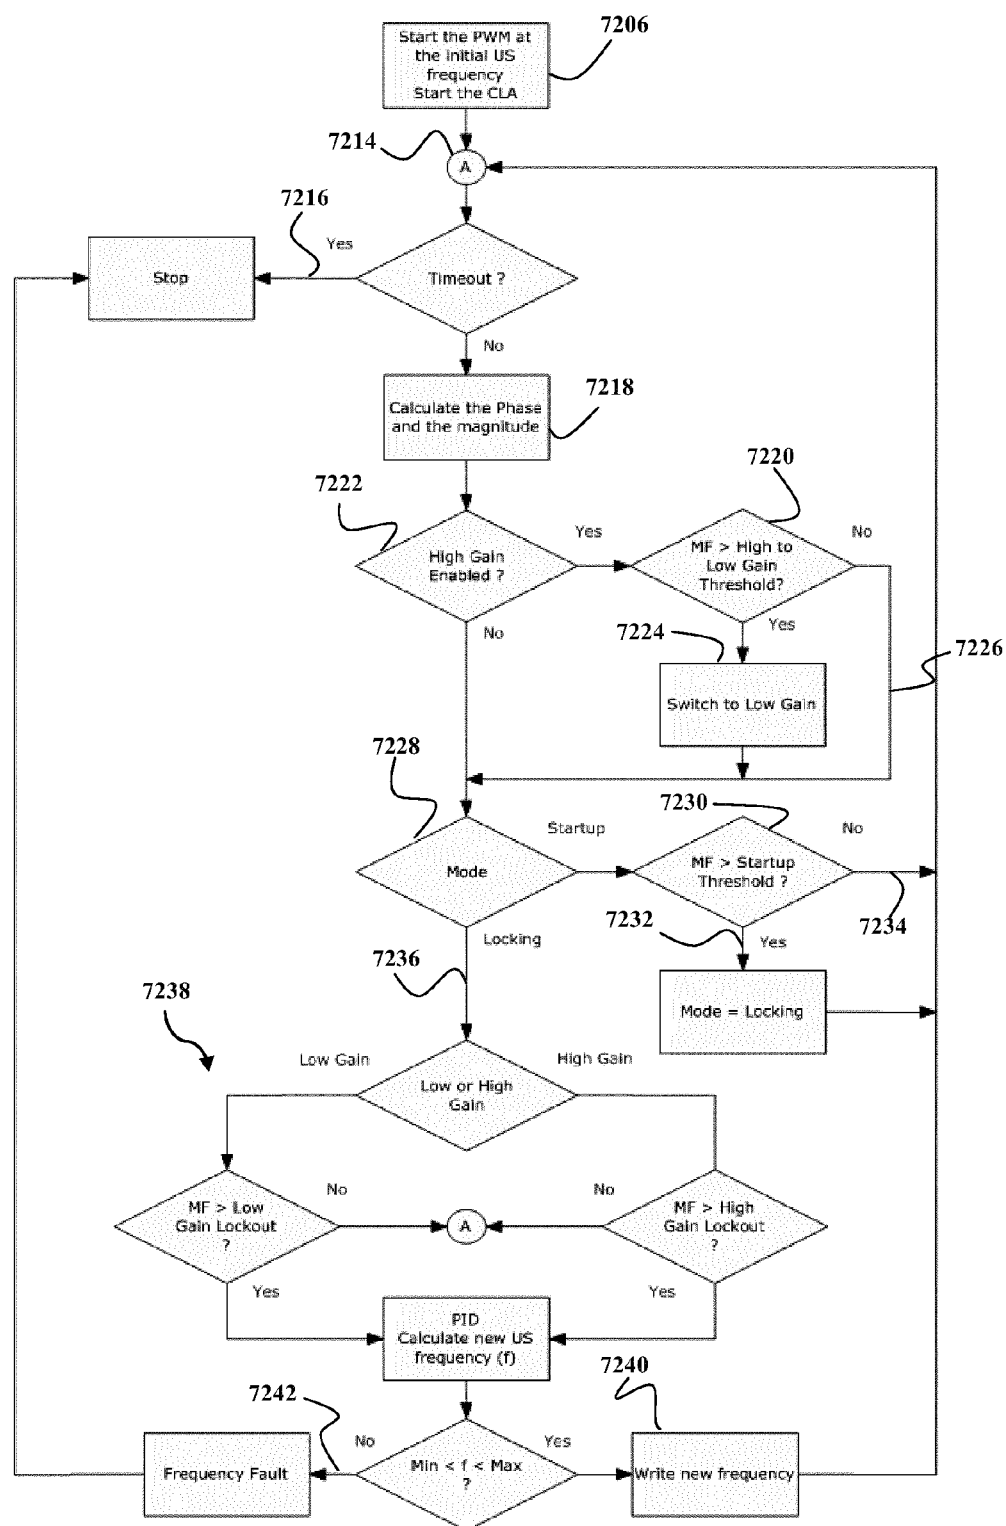 Start the PWM at
the Initial US
frequency
Start the CLA
7206
7214
A
7216
Yes
Stop
Timeout ?
No
Calculate the Phase
and the magnitude
7218
7222
7220
High Gain
Enabled ?
Yes
MF > High to
Low Gain
Threshold?
No
No
Yes
7224
7226
Switch to Low Gain
7228
7230
Mode
Startup
MF > Startup
Threshold ?
No
7234
Locking
7232
Yes
7236
Mode = Locking
7238
Low Gain
High Gain
Low or High
Gain
MF > Low
Gain Lockout
?
No
A
No
MF > High
Gain Lockout
?
Yes
Yes
PID
Calculate new US
frequency (f)
7242
7240
Frequency Fault
No
Min < f < Max
?
Yes
Write new frequency